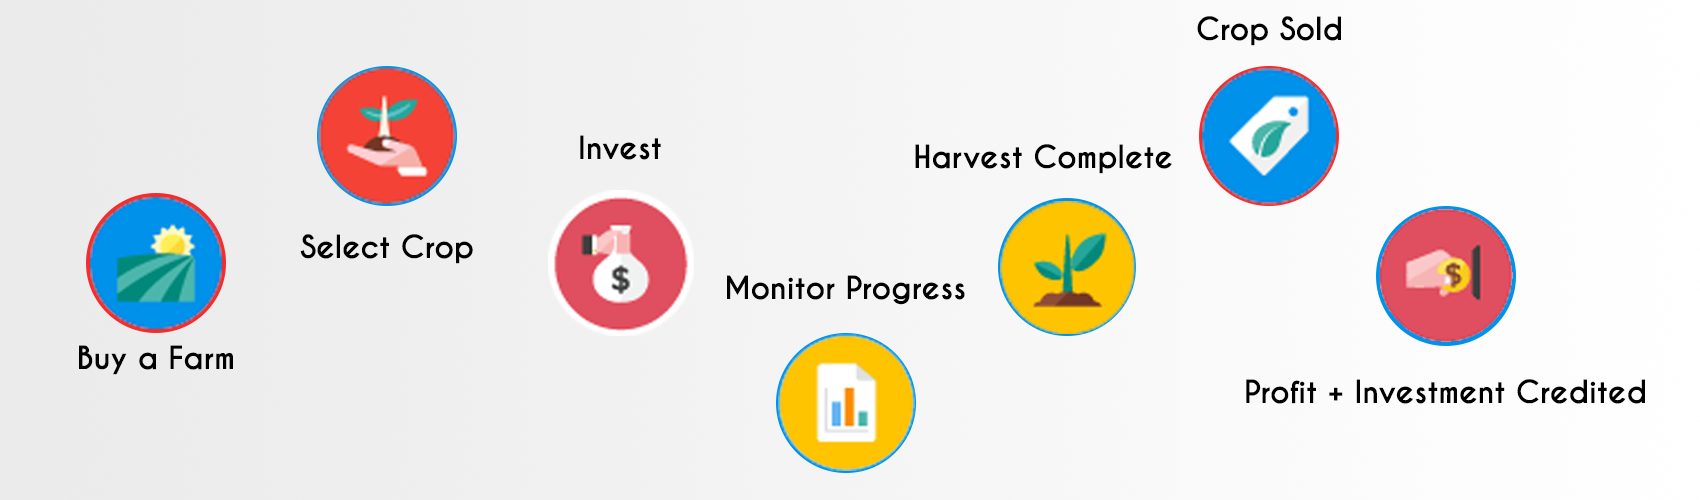 Buy a Farm
Select Crop
Invest
$
Monitor Progress
Harvest Complete
Crop Sold
$
Profit + Investment Credited